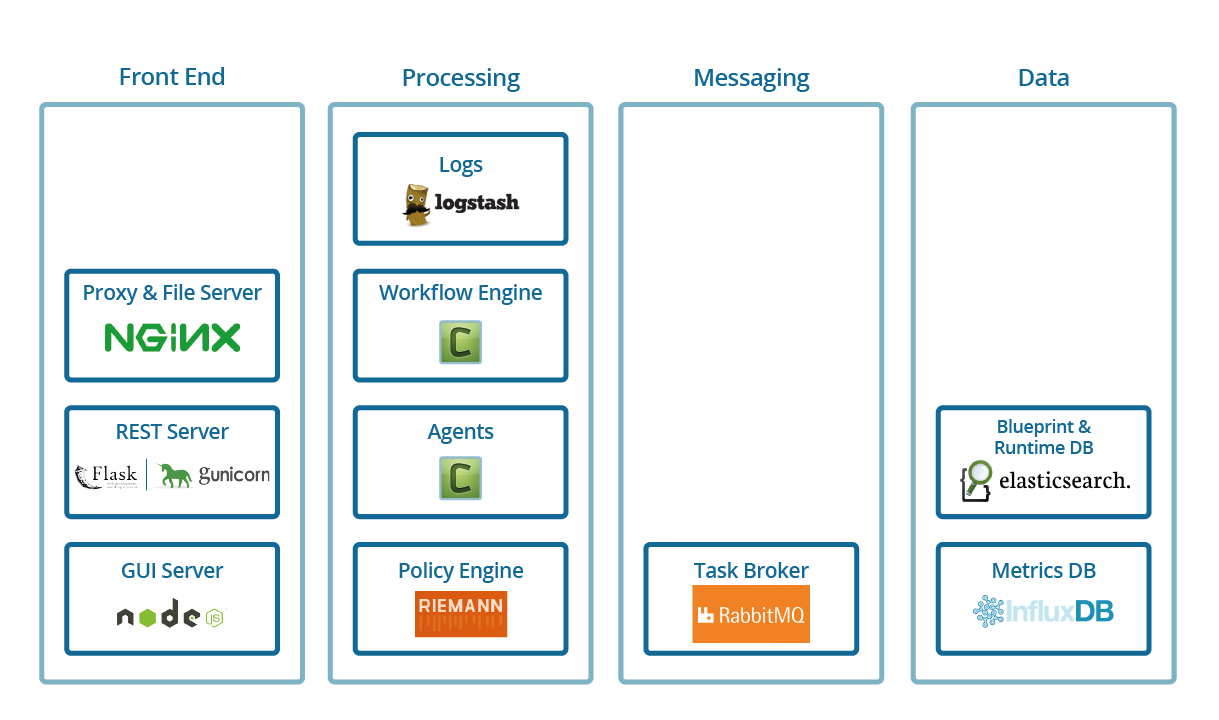 Front End
Proxy & File Server
NGiNX
REST Server
Flask
gunicorn
GUI Server
node
JS
Processing
Logs
logstash
Workflow Engine
C
Agents
C
Policy Engine
RIEMANN
Messaging
Task Broker
RabbitMQ
Data
Blueprint &
Runtime DB
elasticsearch.
Metrics DB
InfluxDB